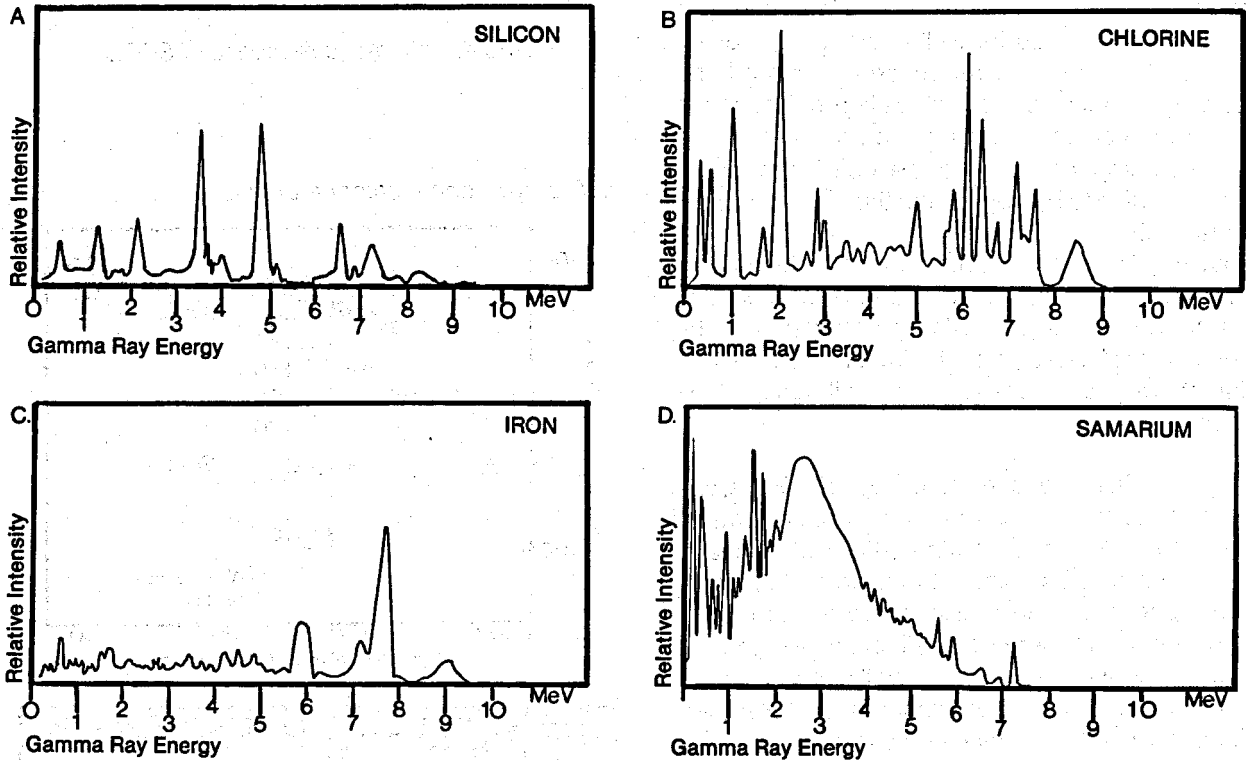 A
SILICON
Relative Intensity
0 1 2 3 4 5 6 7 8 9 10 MeV
Gamma Ray Energy
B
CHLORINE
Relative Intensity
0 1 2 3 4 5 6 7 8 9 10 MeV
Gamma Ray Energy
C.
IRON
Relative Intensity
0 1 2 3 4 5 6 7 8 9 10 MeV
Gamma Ray Energy
D.
SAMARIUM
Relative Intensity
1 2 3 4 5 6 7 8 9 10 MeV
Gamma Ray Energy